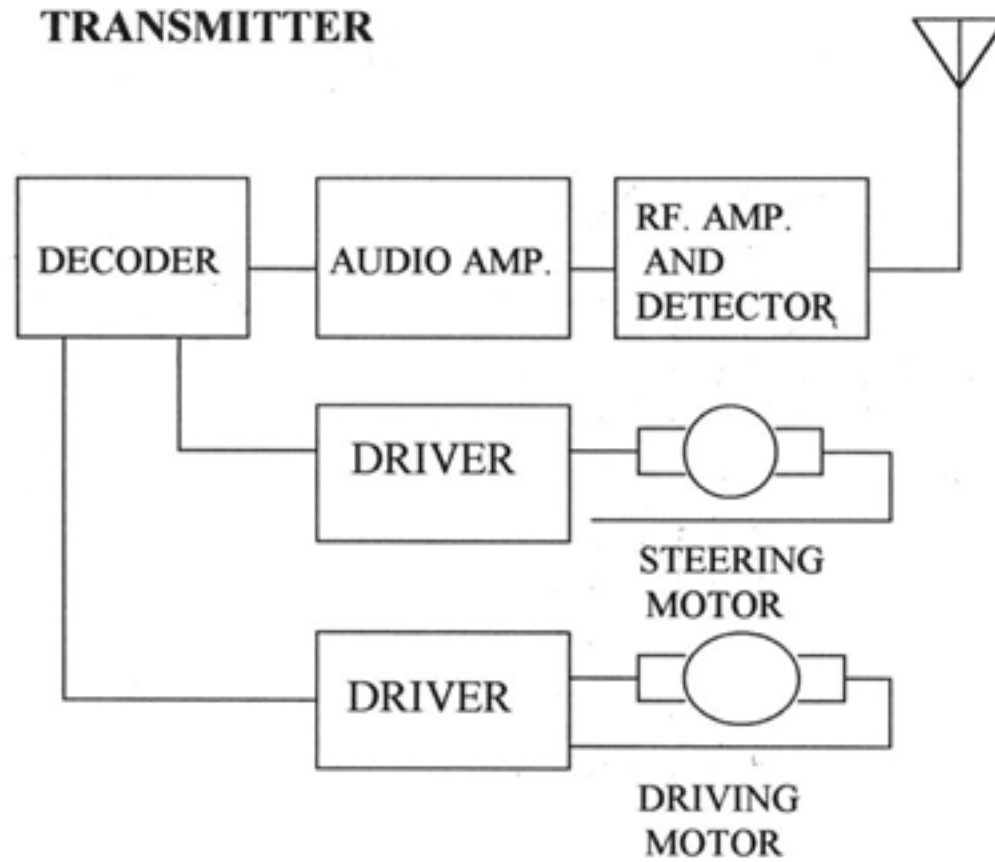 TRANSMITTER
DECODER
AUDIO AMP.
RF. AMP.
AND
DETECTOR
DRIVER
STEERING
MOTOR
DRIVER
DRIVING
MOTOR